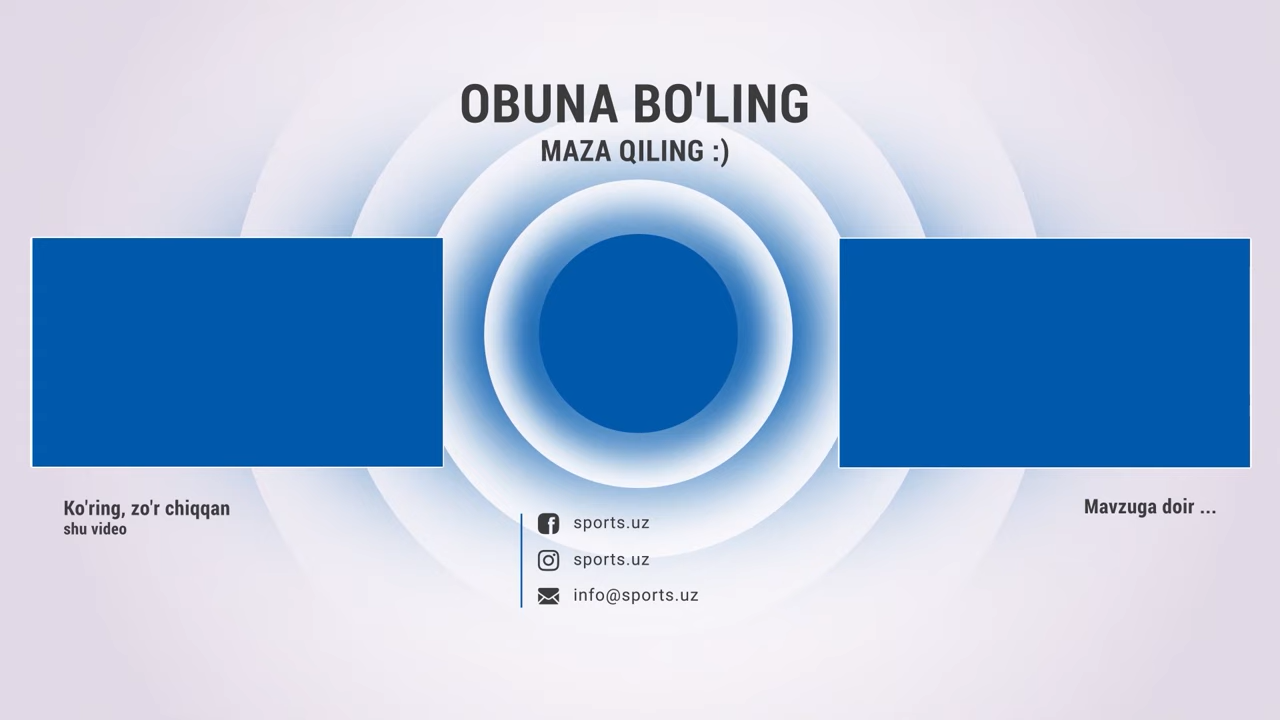 OBUNA BO'LING
MAZA QILING :)
Ko'ring, zo'r chiqqan
shu video
Mavzuga doir ...
sports.uz
sports.uz
info@sports.uz